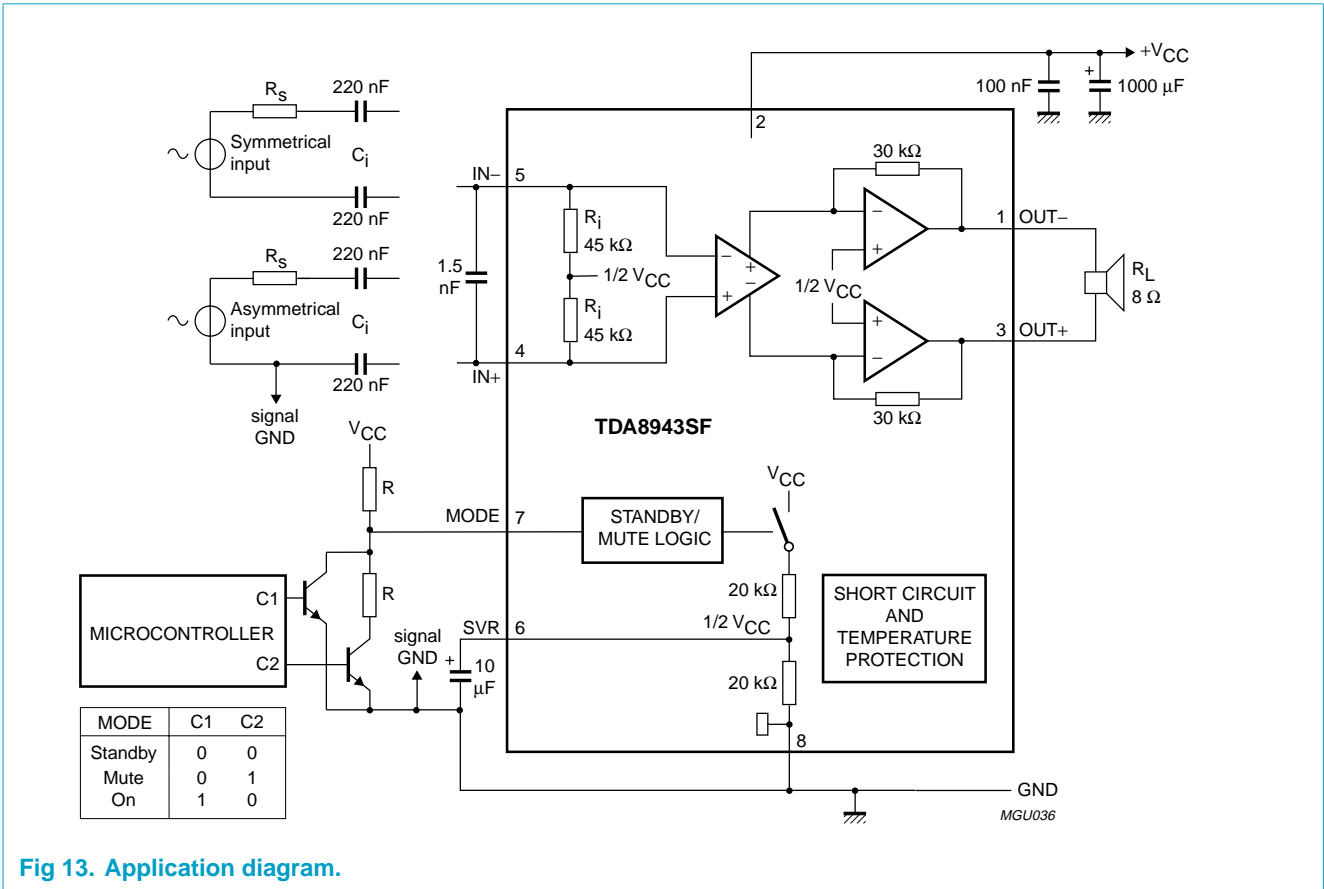 +VCC
100 nF
+
1000 µF
RS
220 nF
Symmetrical
input
Ci
220 nF
RS
220 nF
Asymmetrical
input
Ci
220 nF
signal
GND
2
IN−
5
1.5
nF
Ri
45 kΩ
1/2 VCC
Ri
45 kΩ
4
IN+
−
+
+
−
30 kΩ
−
+
1/2 VCC
+
−
30 kΩ
1
OUT−
3
OUT+
RL
8 Ω
TDA8943SF
VCC
R
MODE
7
STANDBY/
MUTE LOGIC
VCC
R
20 kΩ
1/2 VCC
20 kΩ
SHORT CIRCUIT
AND
TEMPERATURE
PROTECTION
MICROCONTROLLER
C1
C2
signal
GND
SVR
6
+
10
µF
8
MODE C1 C2
Standby 0 0
Mute 0 1
On 1 0
GND
MGU036
Fig 13. Application diagram.